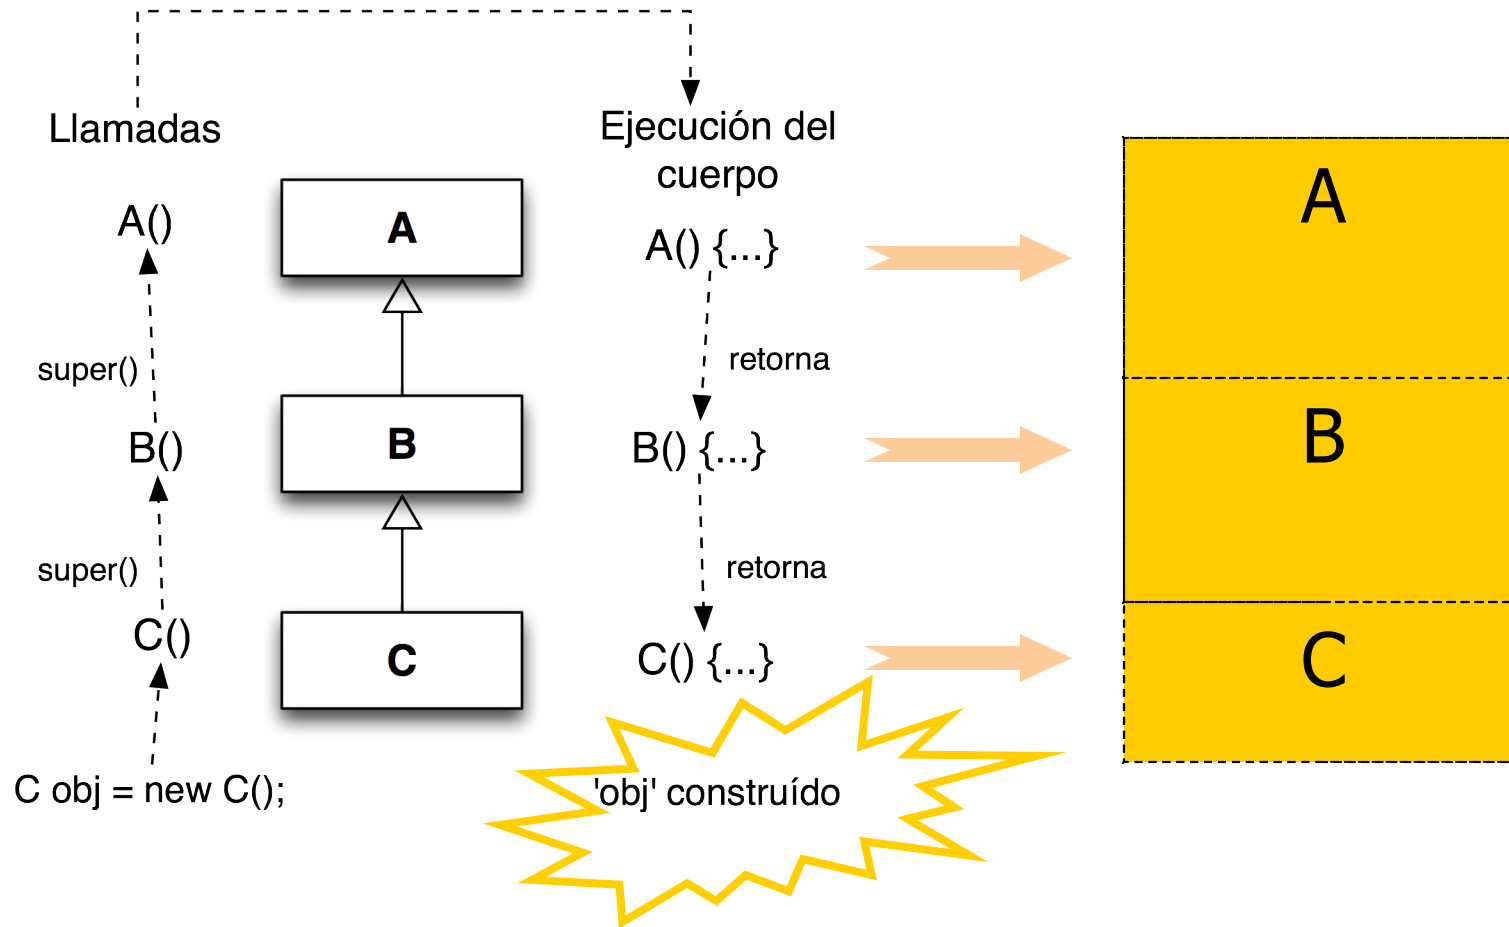 Llamadas
A()
super()
B()
super()
C()
C obj = new C();
A
B
C
Ejecución del
cuerpo
A() {...}
retorna
B() {...}
retorna
C() {...}
'obj' construído
A
B
C